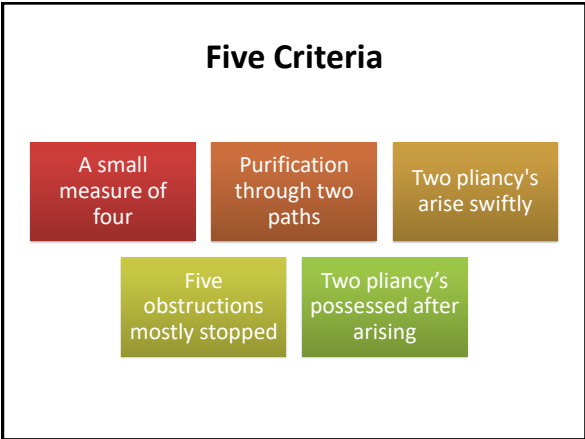 Five Criteria
A small
measure of
four
Purification
through two
paths
Two pliancy's
arise swiftly
Five
obstructions
mostly stopped
Two pliancy’s
possessed after
arising